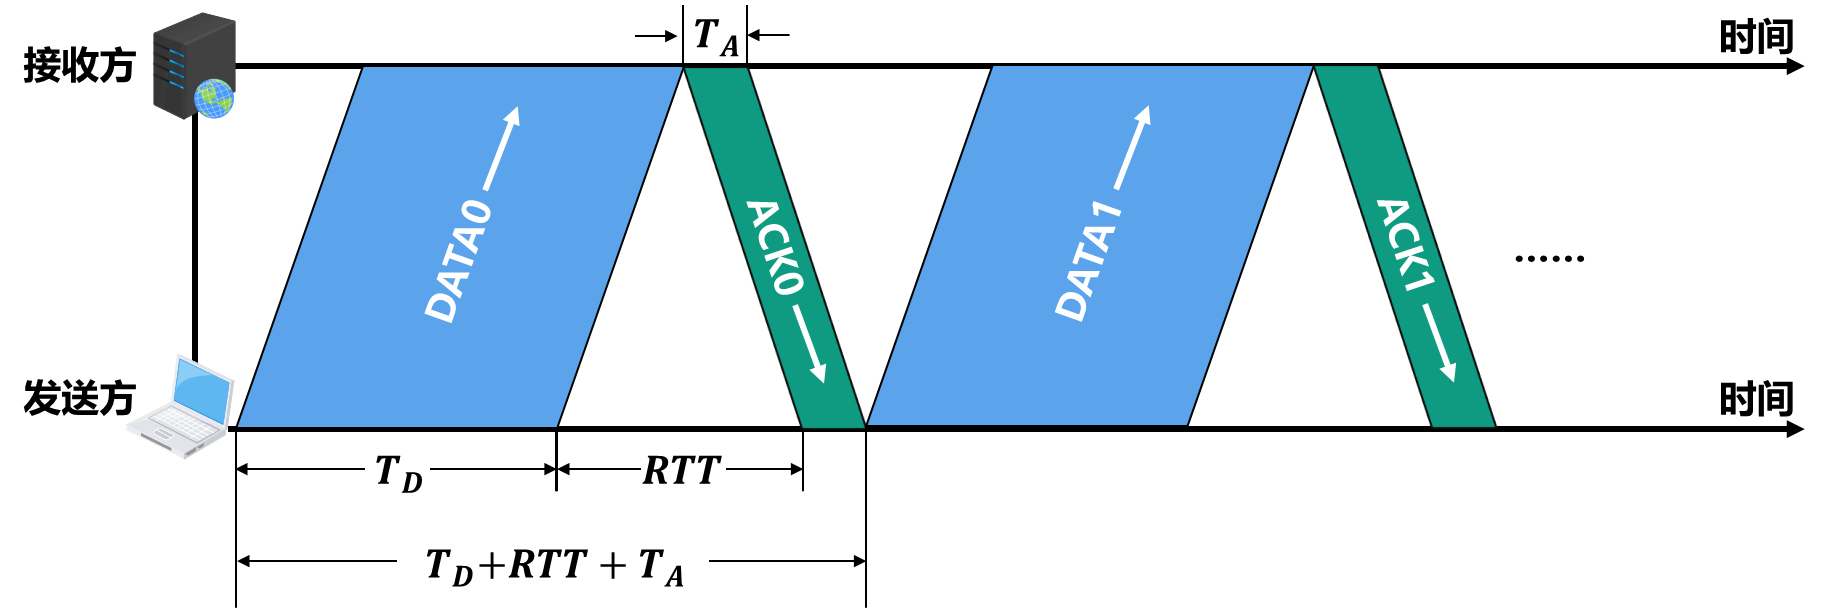 接收方
T_A
时间
DATA0
ACK0
DATA1
ACK1
······
发送方
时间
T_D
RTT
T_D+RTT + T_A